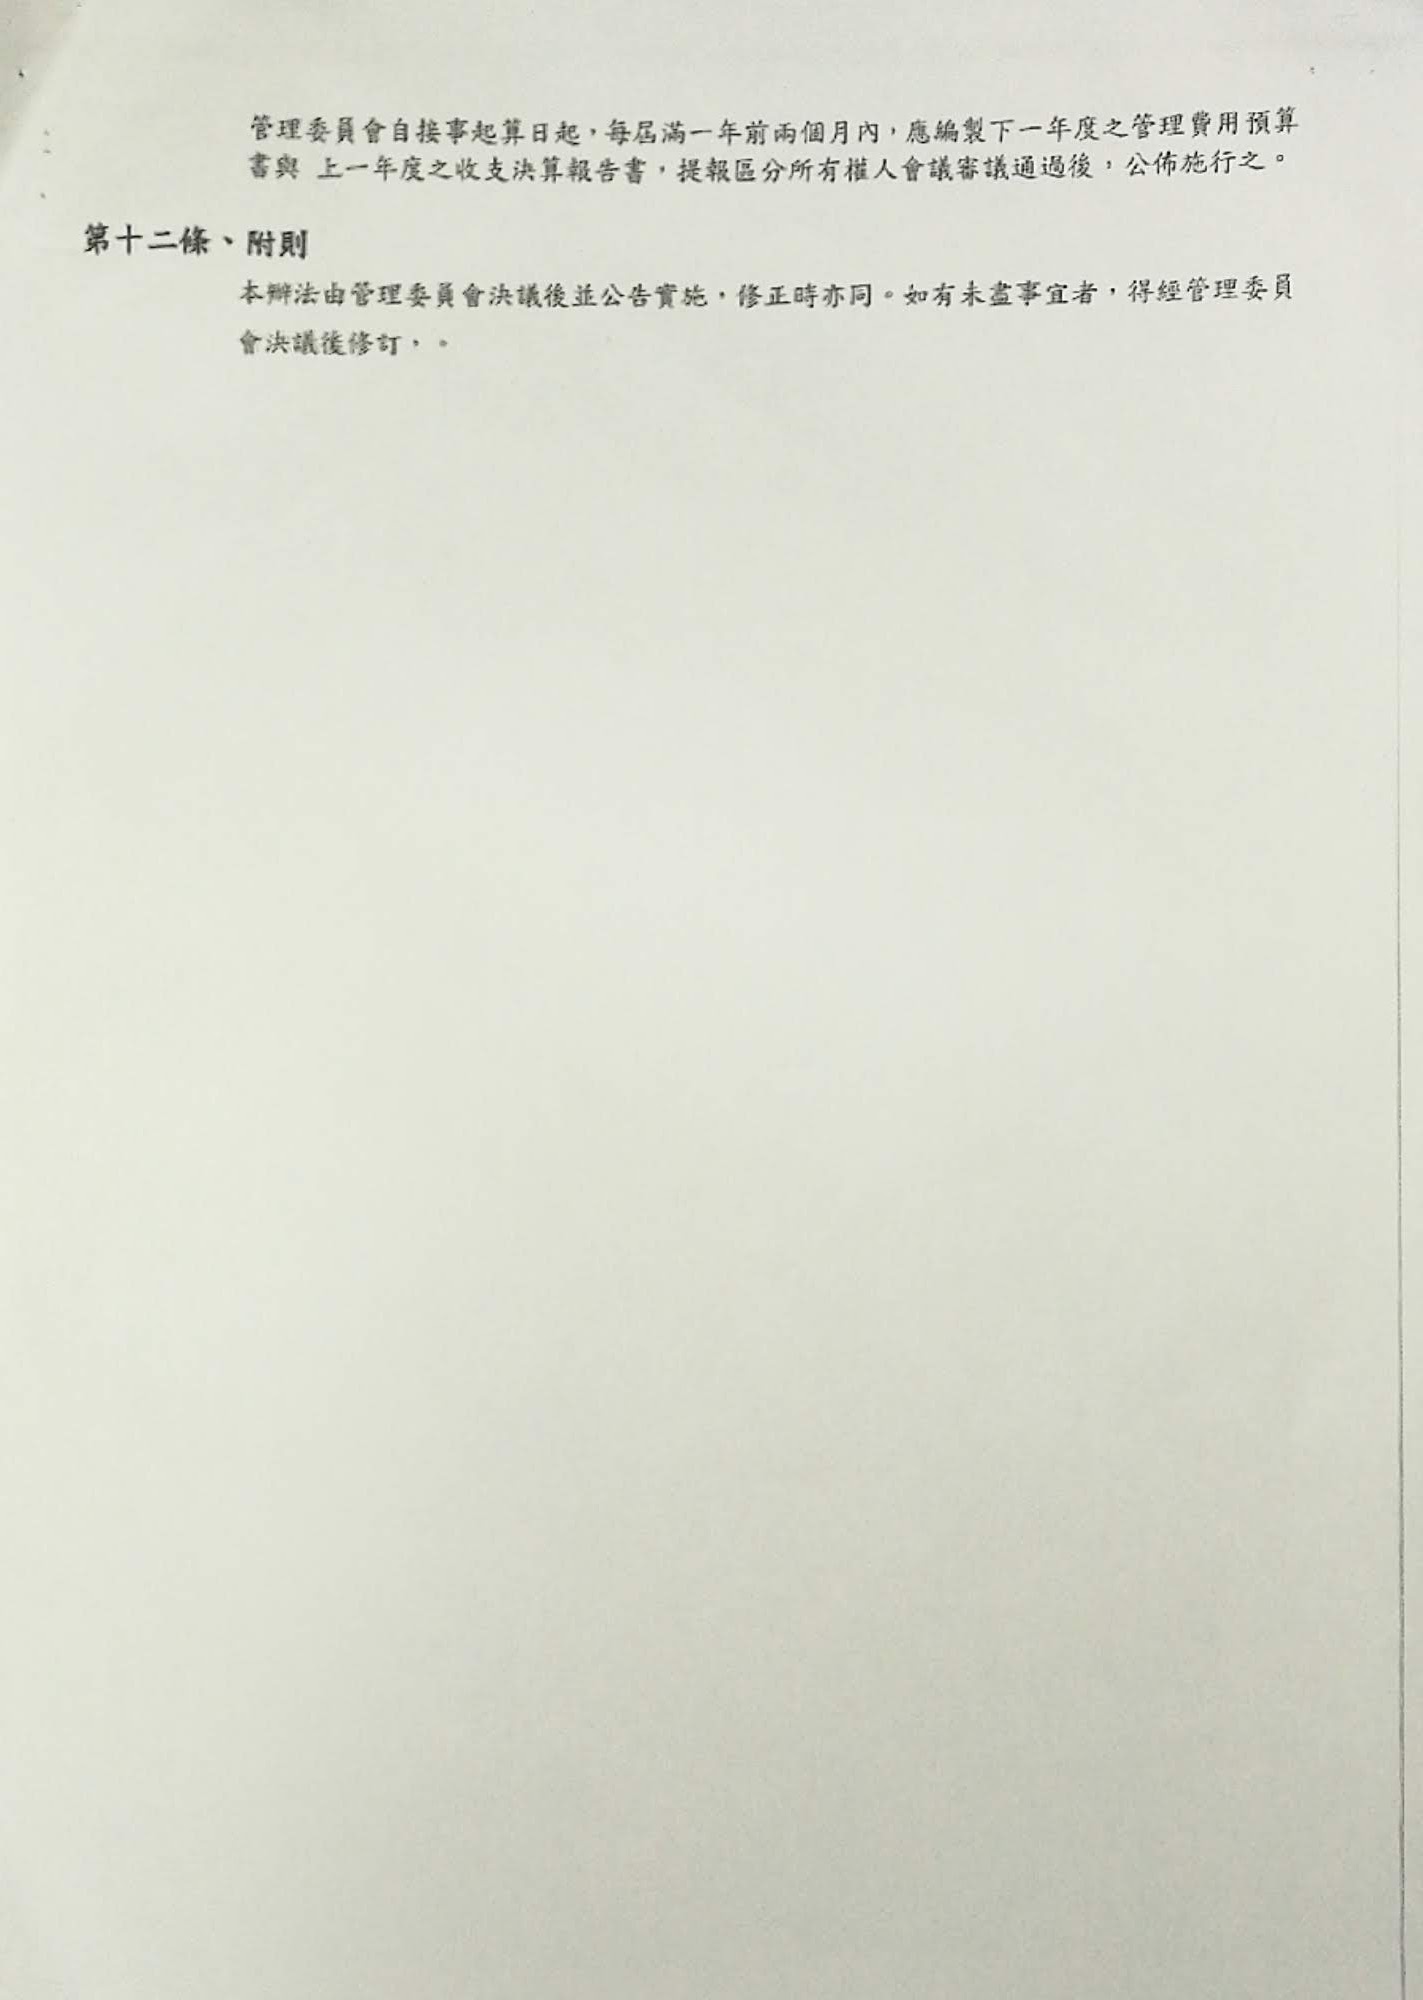 管理委員會自接事起算日起，每屆滿一年前兩個月內，應編製下一年度之管理費用預算
書與 上一年度之收支決算報告書，提報區分所有權人會議審議通過後，公佈施行之。
第十二條、附則
本辦法由管理委員會決議後並公告實施，修正時亦同。如有未盡事宜者，得經管理委員
會決議後修訂，。